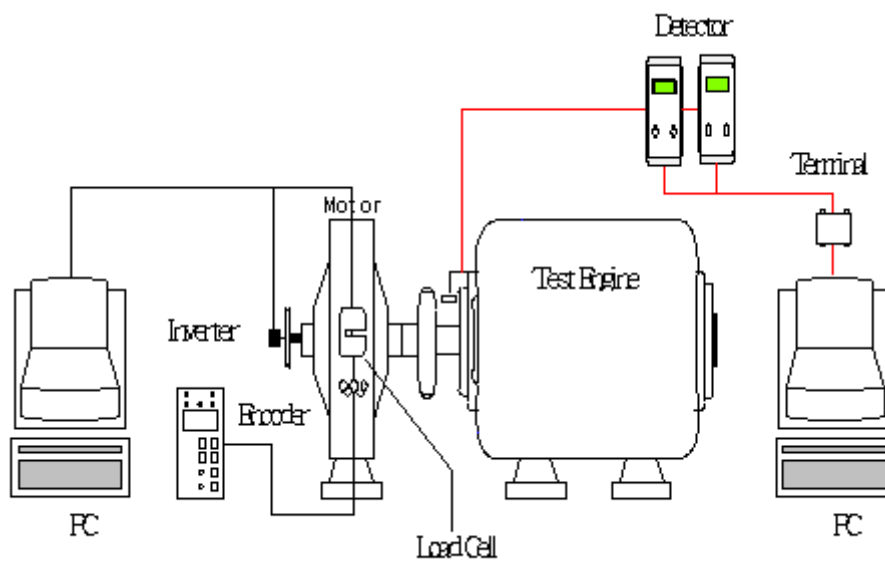 Detector
Terminal
Motor
Test Engine
Inverter
Encoder
PC
PC
Load Cell